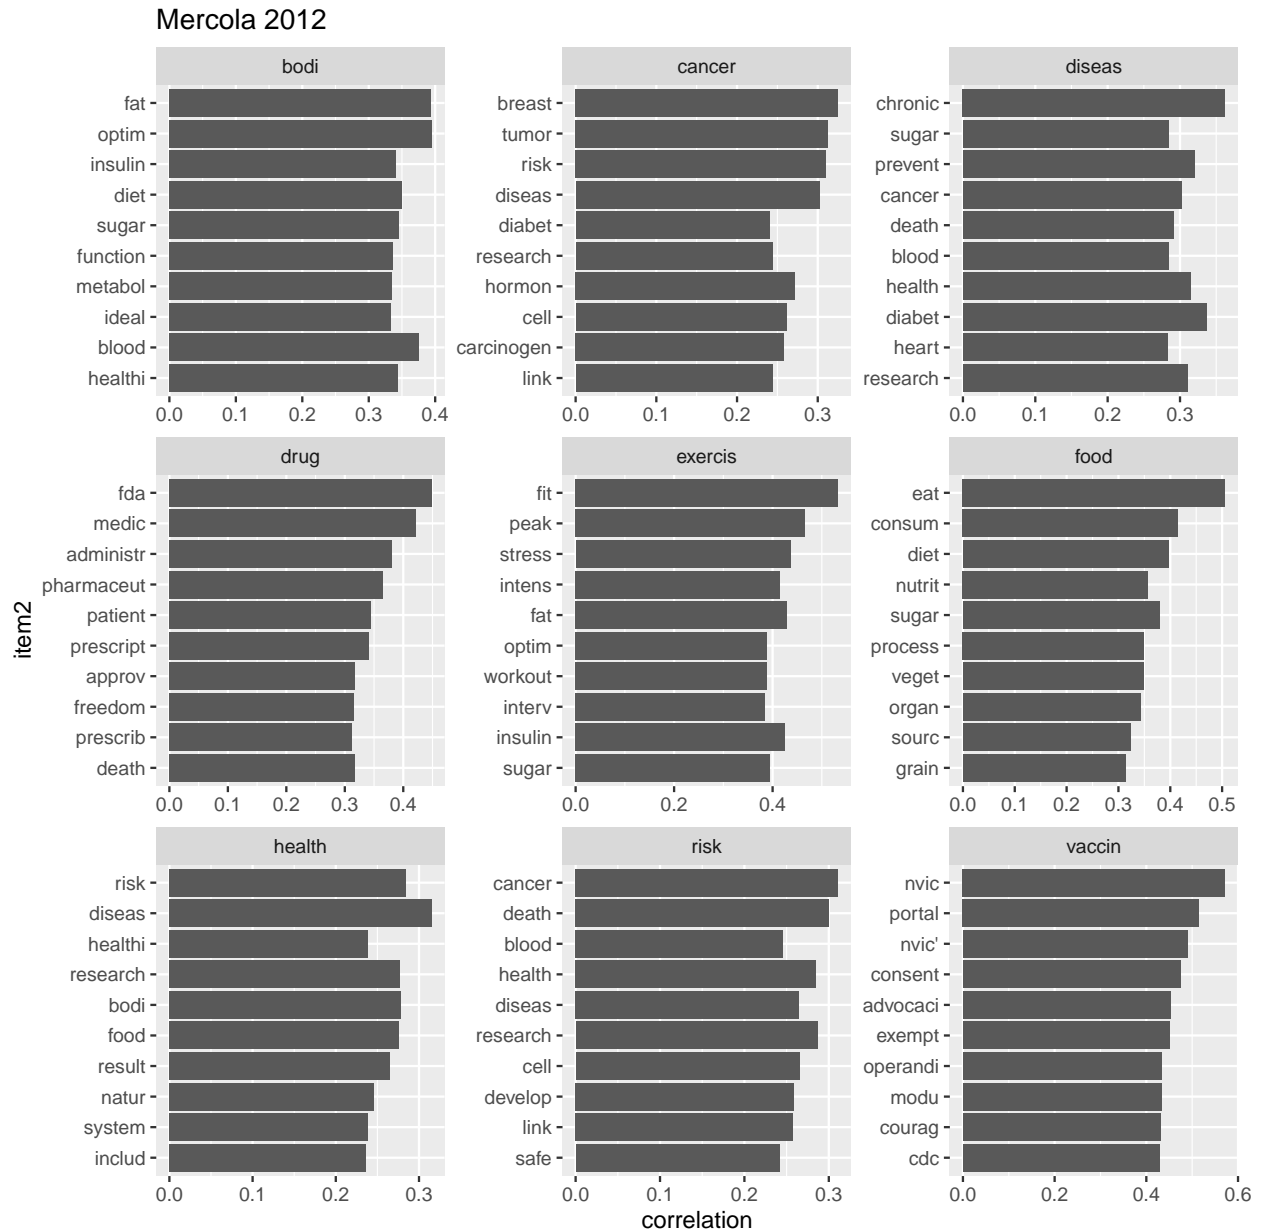 Mercola 2012
bodi
fat
optim
insulin
diet
sugar
function
metabol
ideal
blood
healthi
0.0 0.1 0.2 0.3 0.4
cancer
breast
tumor
risk
diseas
diabet
research
hormon
cell
carcinogen
link
0.0 0.1 0.2 0.3
diseas
chronic
sugar
prevent
cancer
death
blood
health
diabet
heart
research
0.0 0.1 0.2 0.3
drug
fda
medic
administr
pharmaceut
patient
prescript
approv
freedom
prescrib
death
0.0 0.1 0.2 0.3 0.4
exercis
fit
peak
stress
intens
fat
optim
workout
interv
insulin
sugar
0.0 0.2 0.4
food
eat
consum
diet
nutrit
sugar
process
veget
organ
sourc
grain
0.0 0.1 0.2 0.3 0.4 0.5
health
risk
diseas
healthi
research
bodi
food
result
natur
system
includ
0.0 0.1 0.2 0.3
risk
cancer
death
blood
health
diseas
research
cell
develop
link
safe
0.0 0.1 0.2 0.3
vaccin
nvic
portal
nvic'
consent
advocaci
exempt
operandi
modu
courag
cdc
0.0 0.2 0.4 0.6
item2
correlation